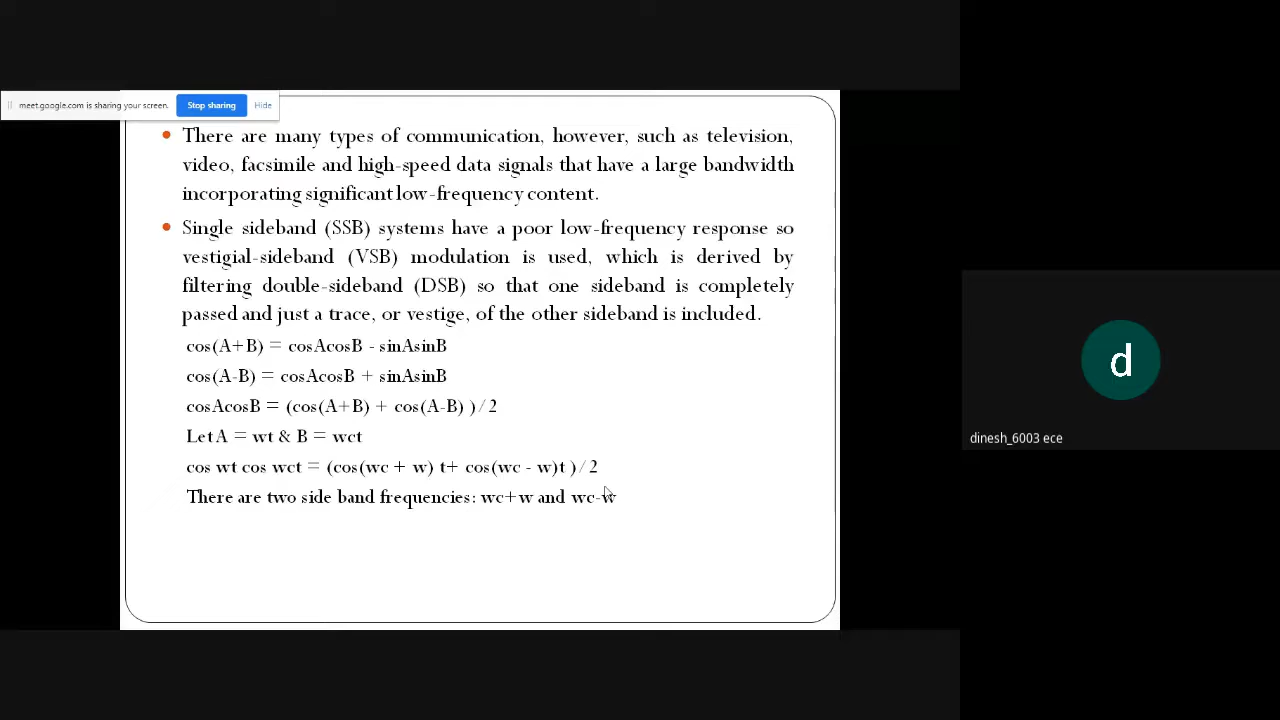 meet.google.com is sharing your screen.
Stop sharing
Hide
There are many types of communication, however, such as television,
video, facsimile and high-speed data signals that have a large bandwidth
incorporating significant low-frequency content.
Single sideband (SSB) systems have a poor low-frequency response so
vestigial-sideband (VSB) modulation is used, which is derived by
filtering double-sideband (DSB) so that one sideband is completely
passed and just a trace, or vestige, of the other sideband is included.
cos(A+B) = cosAcosB - sinAsinB
cos(A-B) = cosAcosB + sinAsinB
cosAcosB = (cos(A+B) + cos(A-B) )/2
Let A = wt & B = wct
cos wt cos wct = (cos(wc + w) t+ cos(wc - w)t )/2
There are two side band frequencies: wc+w and wc-w
d
dinesh_6003 ece